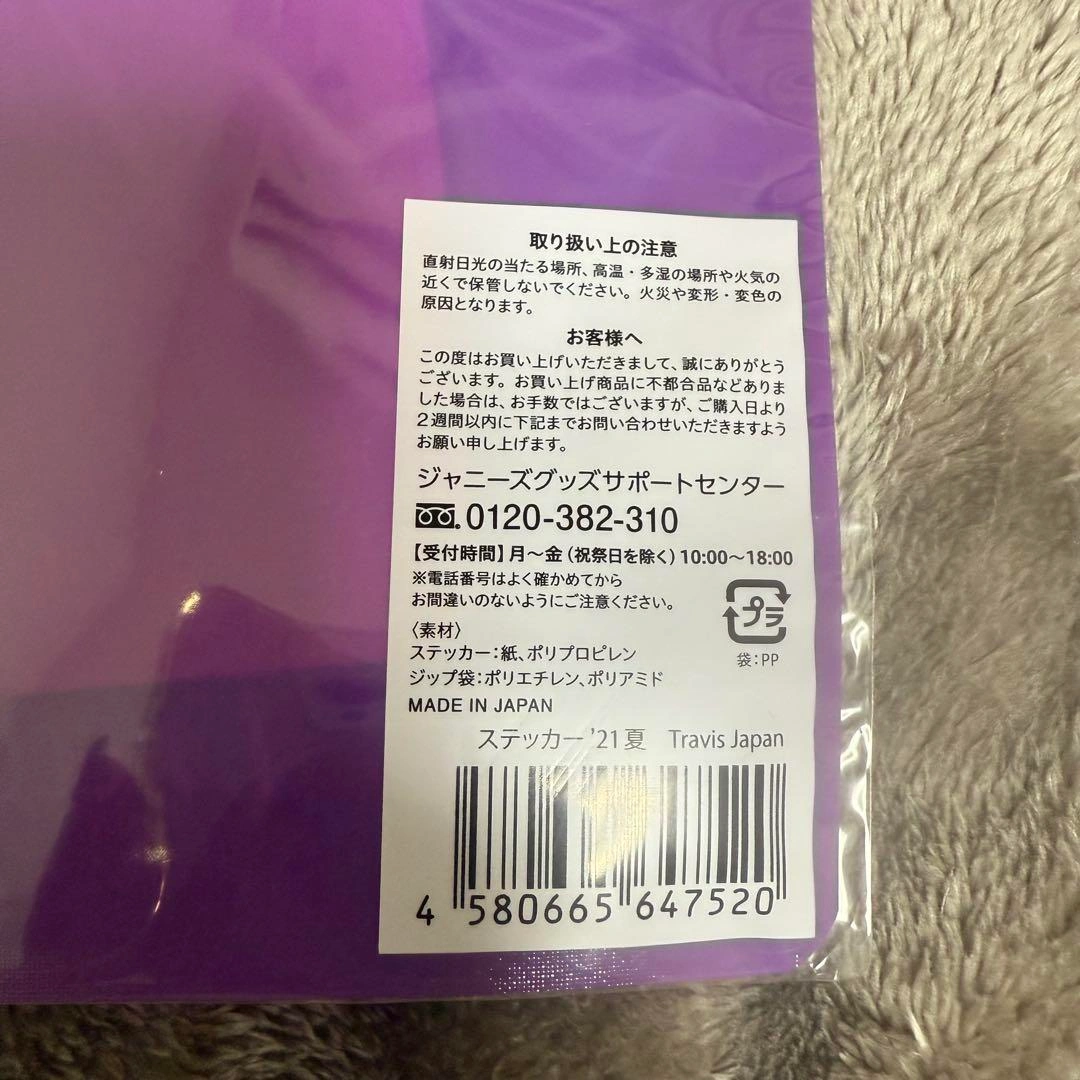 取り扱い上の注意
直射日光の当たる場所、高温・多湿の場所や火気の
近くで保管しないでください。火災や変形・変色の
原因となります。
お客様へ
この度はお買い上げいただきまして、誠にありがとう
ございます。お買い上げ商品に不都合品などありま
した場合は、お手数ではございますが、ご購入日より
2週間以内に下記までお問い合わせいただきますよう
お願い申し上げます。
ジャニーズグッズサポートセンター
0120-382-310
【受付時間】月〜金（祝祭日を除く）10:00〜18:00
※電話番号はよく確かめてから
お間違いのないようにご注意ください。
プラ
袋：PP
〈素材〉
ステッカー：紙、ポリプロピレン
ジップ袋：ポリエチレン、ポリアミド
MADE IN JAPAN
ステッカー ’21夏　Travis Japan
4 580665 647520